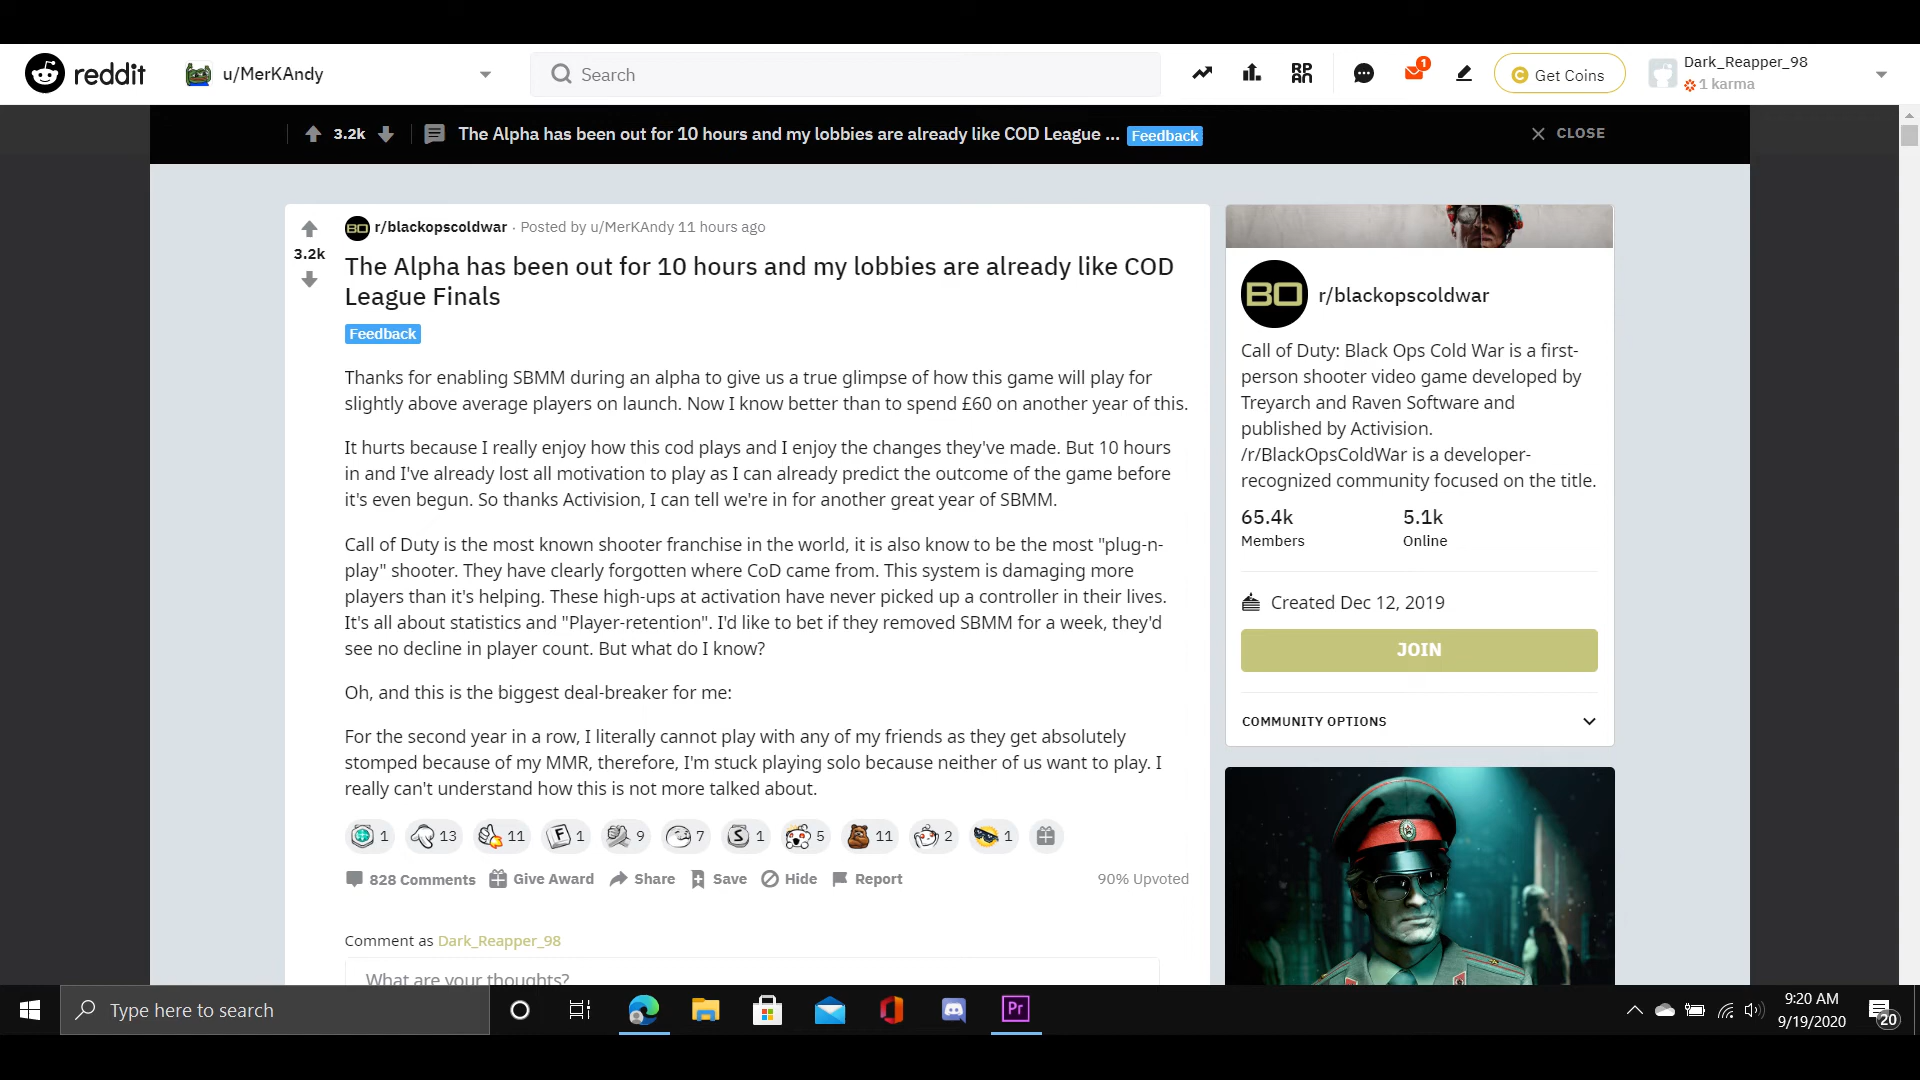 reddit
u/MerKAndy
Search
1
Get Coins
Dark_Reapper_98
1 karma
3.2k
The Alpha has been out for 10 hours and my lobbies are already like COD League ...
Feedback
CLOSE
3.2k
r/blackopscoldwar · Posted by u/MerKAndy 11 hours ago
The Alpha has been out for 10 hours and my lobbies are already like COD
League Finals
Feedback
Thanks for enabling SBMM during an alpha to give us a true glimpse of how this game will play for
slightly above average players on launch. Now I know better than to spend £60 on another year of this.
It hurts because I really enjoy how this cod plays and I enjoy the changes they've made. But 10 hours
in and I've already lost all motivation to play as I can already predict the outcome of the game before
it's even begun. So thanks Activision, I can tell we're in for another great year of SBMM.
Call of Duty is the most known shooter franchise in the world, it is also know to be the most "plug-n-
play" shooter. They have clearly forgotten where CoD came from. This system is damaging more
players than it's helping. These high-ups at activation have never picked up a controller in their lives.
It's all about statistics and "Player-retention". I'd like to bet if they removed SBMM for a week, they'd
see no decline in player count. But what do I know?
Oh, and this is the biggest deal-breaker for me:
For the second year in a row, I literally cannot play with any of my friends as they get absolutely
stomped because of my MMR, therefore, I'm stuck playing solo because neither of us want to play. I
really can't understand how this is not more talked about.
1 13 11 F 1 9 7 S 1 5 11 2 1
828 Comments Give Award Share Save Hide Report 90% Upvoted
Comment as Dark_Reapper_98
What are your thoughts?
BO r/blackopscoldwar
Call of Duty: Black Ops Cold War is a first-
person shooter video game developed by
Treyarch and Raven Software and
published by Activision.
/r/BlackOpsColdWar is a developer-
recognized community focused on the title.
65.4k 5.1k
Members Online
Created Dec 12, 2019
JOIN
COMMUNITY OPTIONS
Type here to search
Pr
9:20 AM
9/19/2020
20